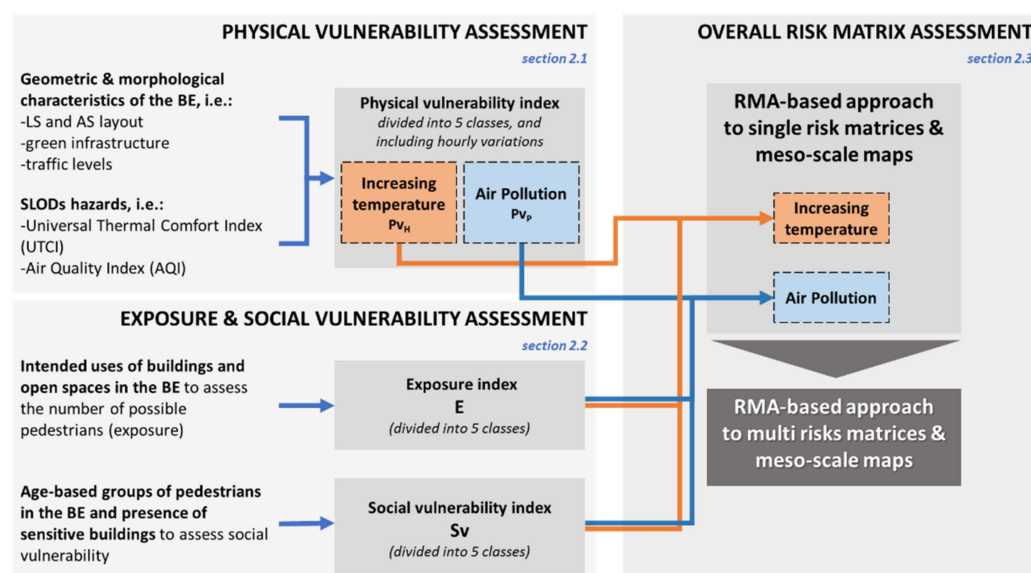 PHYSICAL VULNERABILITY ASSESSMENT
section 2.1
Geometric & morphological
characteristics of the BE, i.e.:
-LS and AS layout
-green infrastructure
-traffic levels
SLODs hazards, i.e.:
-Universal Thermal Comfort Index
(UTCI)
-Air Quality Index (AQI)
Physical vulnerability index
divided into 5 classes, and
including hourly variations
Increasing
temperature
PvH
Air Pollution
PvP
EXPOSURE & SOCIAL VULNERABILITY ASSESSMENT
section 2.2
Intended uses of buildings and
open spaces in the BE to assess
the number of possible
pedestrians (exposure)
Exposure index
E
(divided into 5 classes)
Age-based groups of pedestrians
in the BE and presence of
sensitive buildings to assess social
vulnerability
Social vulnerability index
Sv
(divided into 5 classes)
OVERALL RISK MATRIX ASSESSMENT
section 2.3
RMA-based approach
to single risk matrices &
meso-scale maps
Increasing
temperature
Air Pollution
RMA-based approach
to multi risks matrices &
meso-scale maps